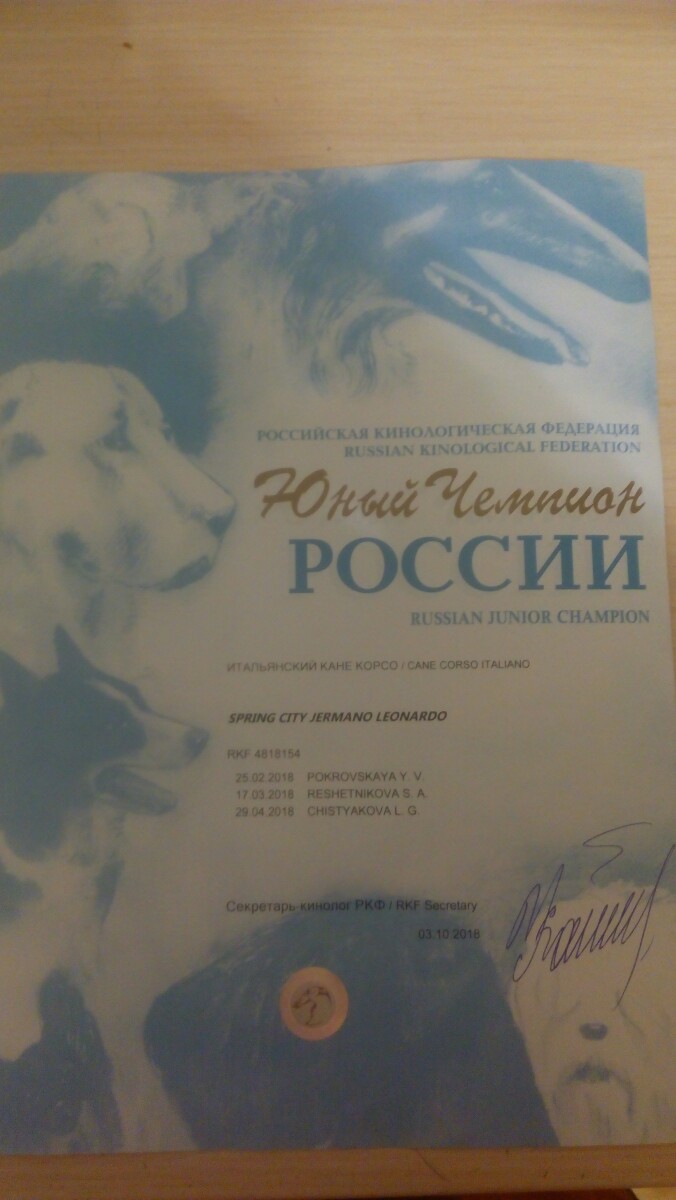 РОССИЙСКАЯ КИНОЛОГИЧЕСКАЯ ФЕДЕРАЦИЯ
RUSSIAN KINOLOGICAL FEDERATION
Юный Чемпион
РОССИИ
RUSSIAN JUNIOR CHAMPION
ИТАЛЬЯНСКИЙ КАНЕ КОРСО / CANE CORSO ITALIANO
SPRING CITY JERMANO LEONARDO
RKF 4818154
25.02.2018 POKROVSKAYA Y. V.
17.03.2018 RESHETNIKOVA S. A.
29.04.2018 CHISTYAKOVA L. G.
Секретарь-кинолог РКФ / RKF Secretary
03.10.2018